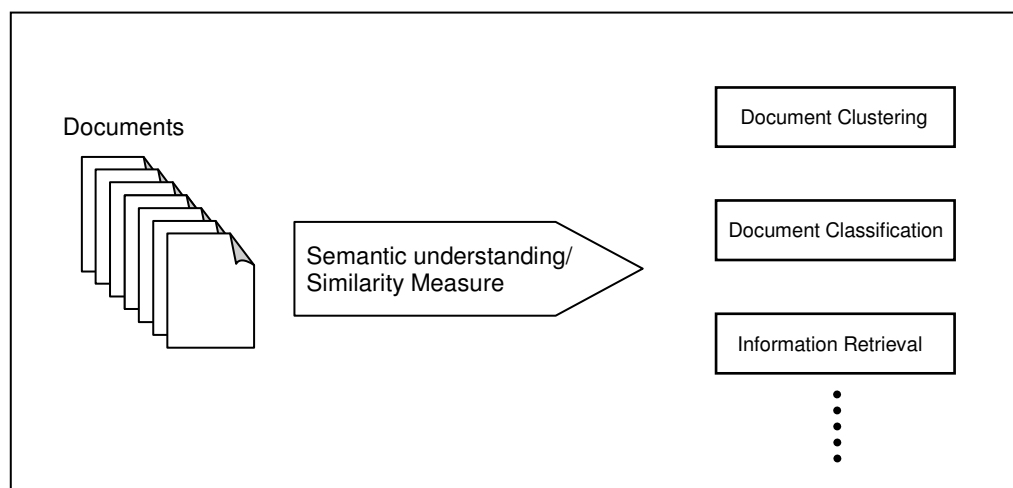 Documents
Semantic understanding/
Similarity Measure
Document Clustering
Document Classification
Information Retrieval